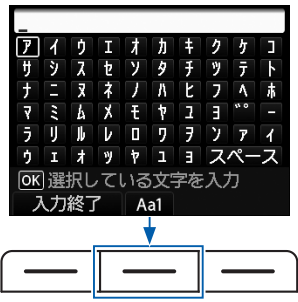 ア イ ウ エ オ カ キ ク ケ コ
サ シ ス セ ソ タ チ ツ テ ト
ナ ニ ヌ ネ ノ ハ ヒ フ ヘ ホ
マ ミ ム メ モ ヤ ユ ヨ ゛゜ ー
ラ リ ル レ ロ ワ ヲ ン ァ ィ
ゥ ェ ォ ッ ャ ュ ョ スペース
OK 選択している文字を入力
入力終了 Aa1